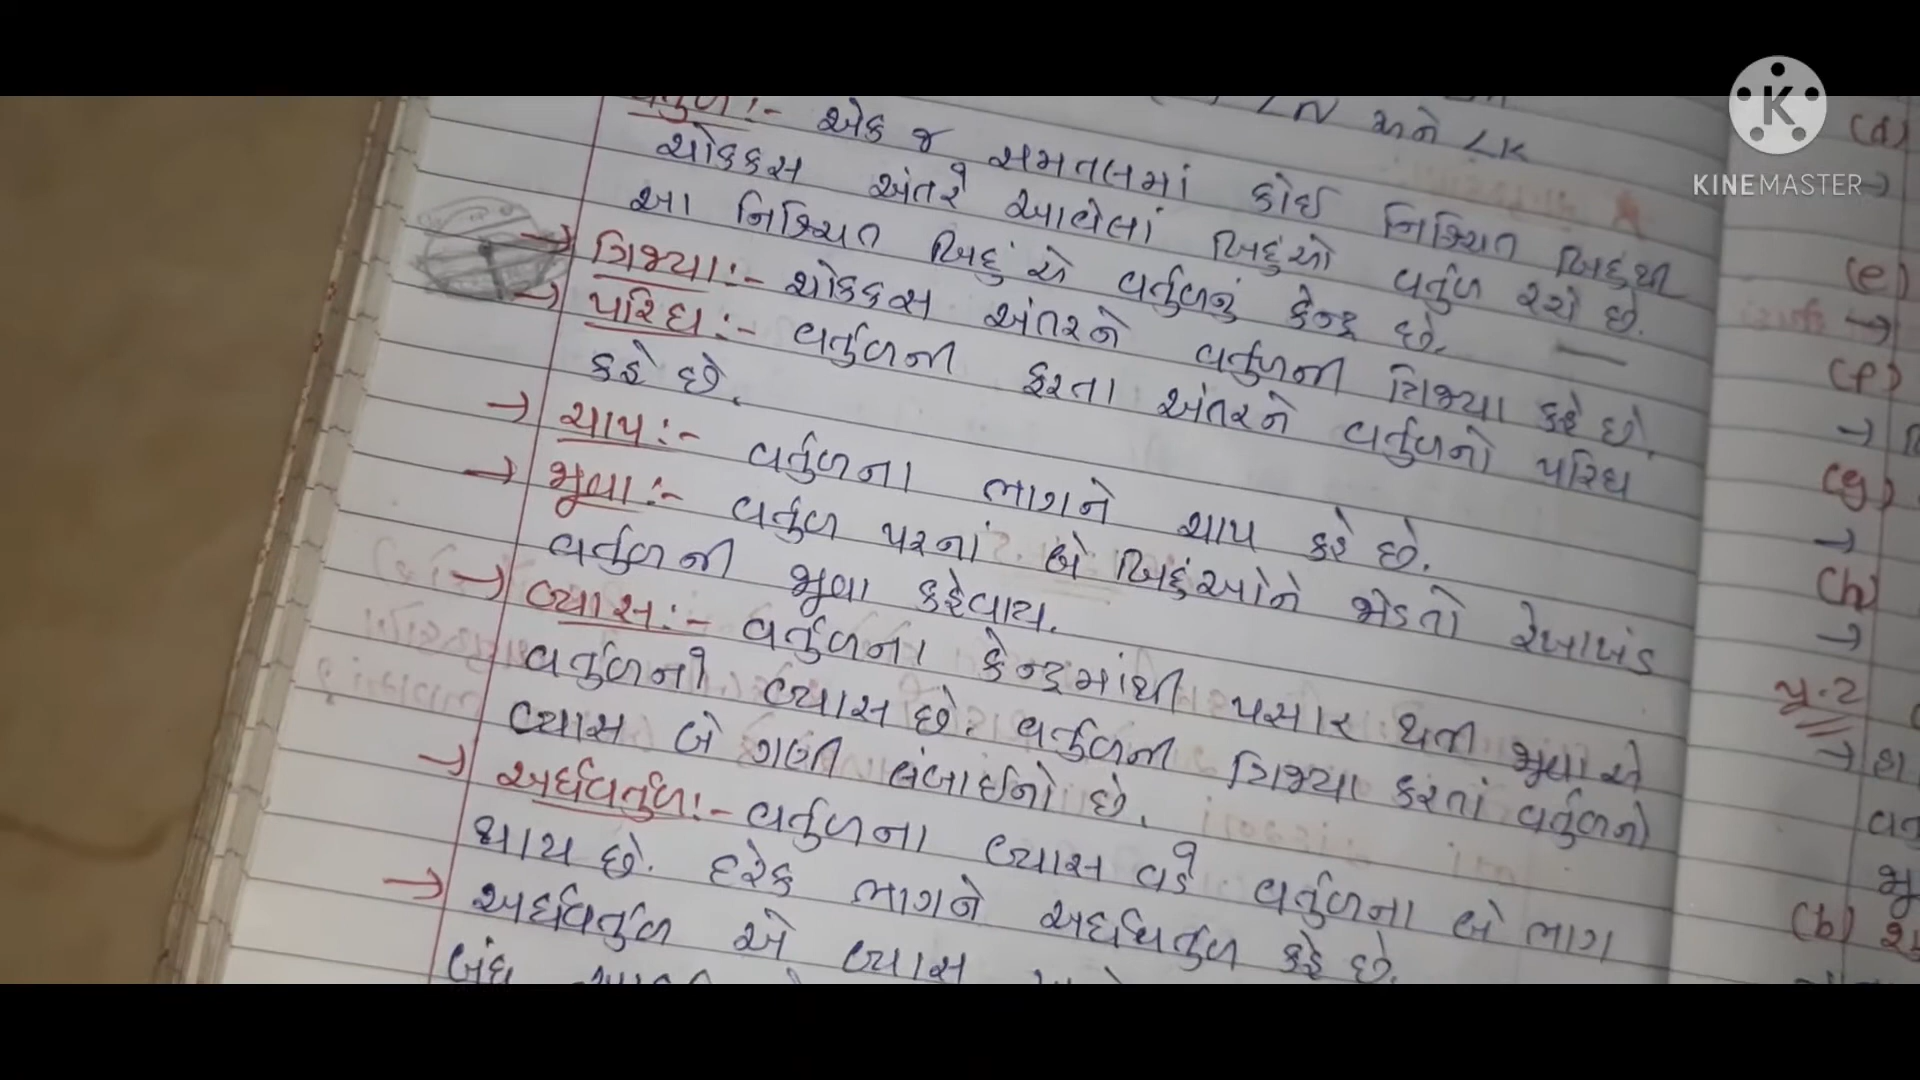 ∠N અને ∠K
વર્તુળ :- એક જ સમતલમાં કોઈ નિશ્ચિત બિંદુથી
ચોક્કસ અંતરે આવેલાં બિંદુઓ વર્તુળ રચે છે.
આ નિશ્ચિત બિંદુ એ વર્તુળનું કેન્દ્ર છે.
→ ત્રિજ્યા :- ચોક્કસ અંતરને વર્તુળની ત્રિજ્યા કહે છે.
→ પરિઘ :- વર્તુળની ફરતા અંતરને વર્તુળનો પરિઘ
કહે છે.
→ ચાપ :- વર્તુળના ભાગને ચાપ કહે છે.
→ જીવા :- વર્તુળ પરનાં બે બિંદુઓને જોડતો રેખાખંડ
વર્તુળની જીવા કહેવાય.
→ વ્યાસ :- વર્તુળના કેન્દ્રમાંથી પસાર થતી જીવા એ
વર્તુળનો વ્યાસ છે. વર્તુળની ત્રિજ્યા કરતાં વર્તુળનો
વ્યાસ બે ગણી લંબાઈનો છે.
→ અર્ધવર્તુળ :- વર્તુળના વ્યાસ વડે વર્તુળના બે ભાગ
થાય છે. દરેક ભાગને અર્ધવર્તુળ કહે છે.
→ અર્ધવર્તુળ એ વ્યાસ
બંધ
(d)
→
(e)
→
(f)
→
(g)
→
(h)
→
પ્ર.2
→
(b)
K
KINEMASTER